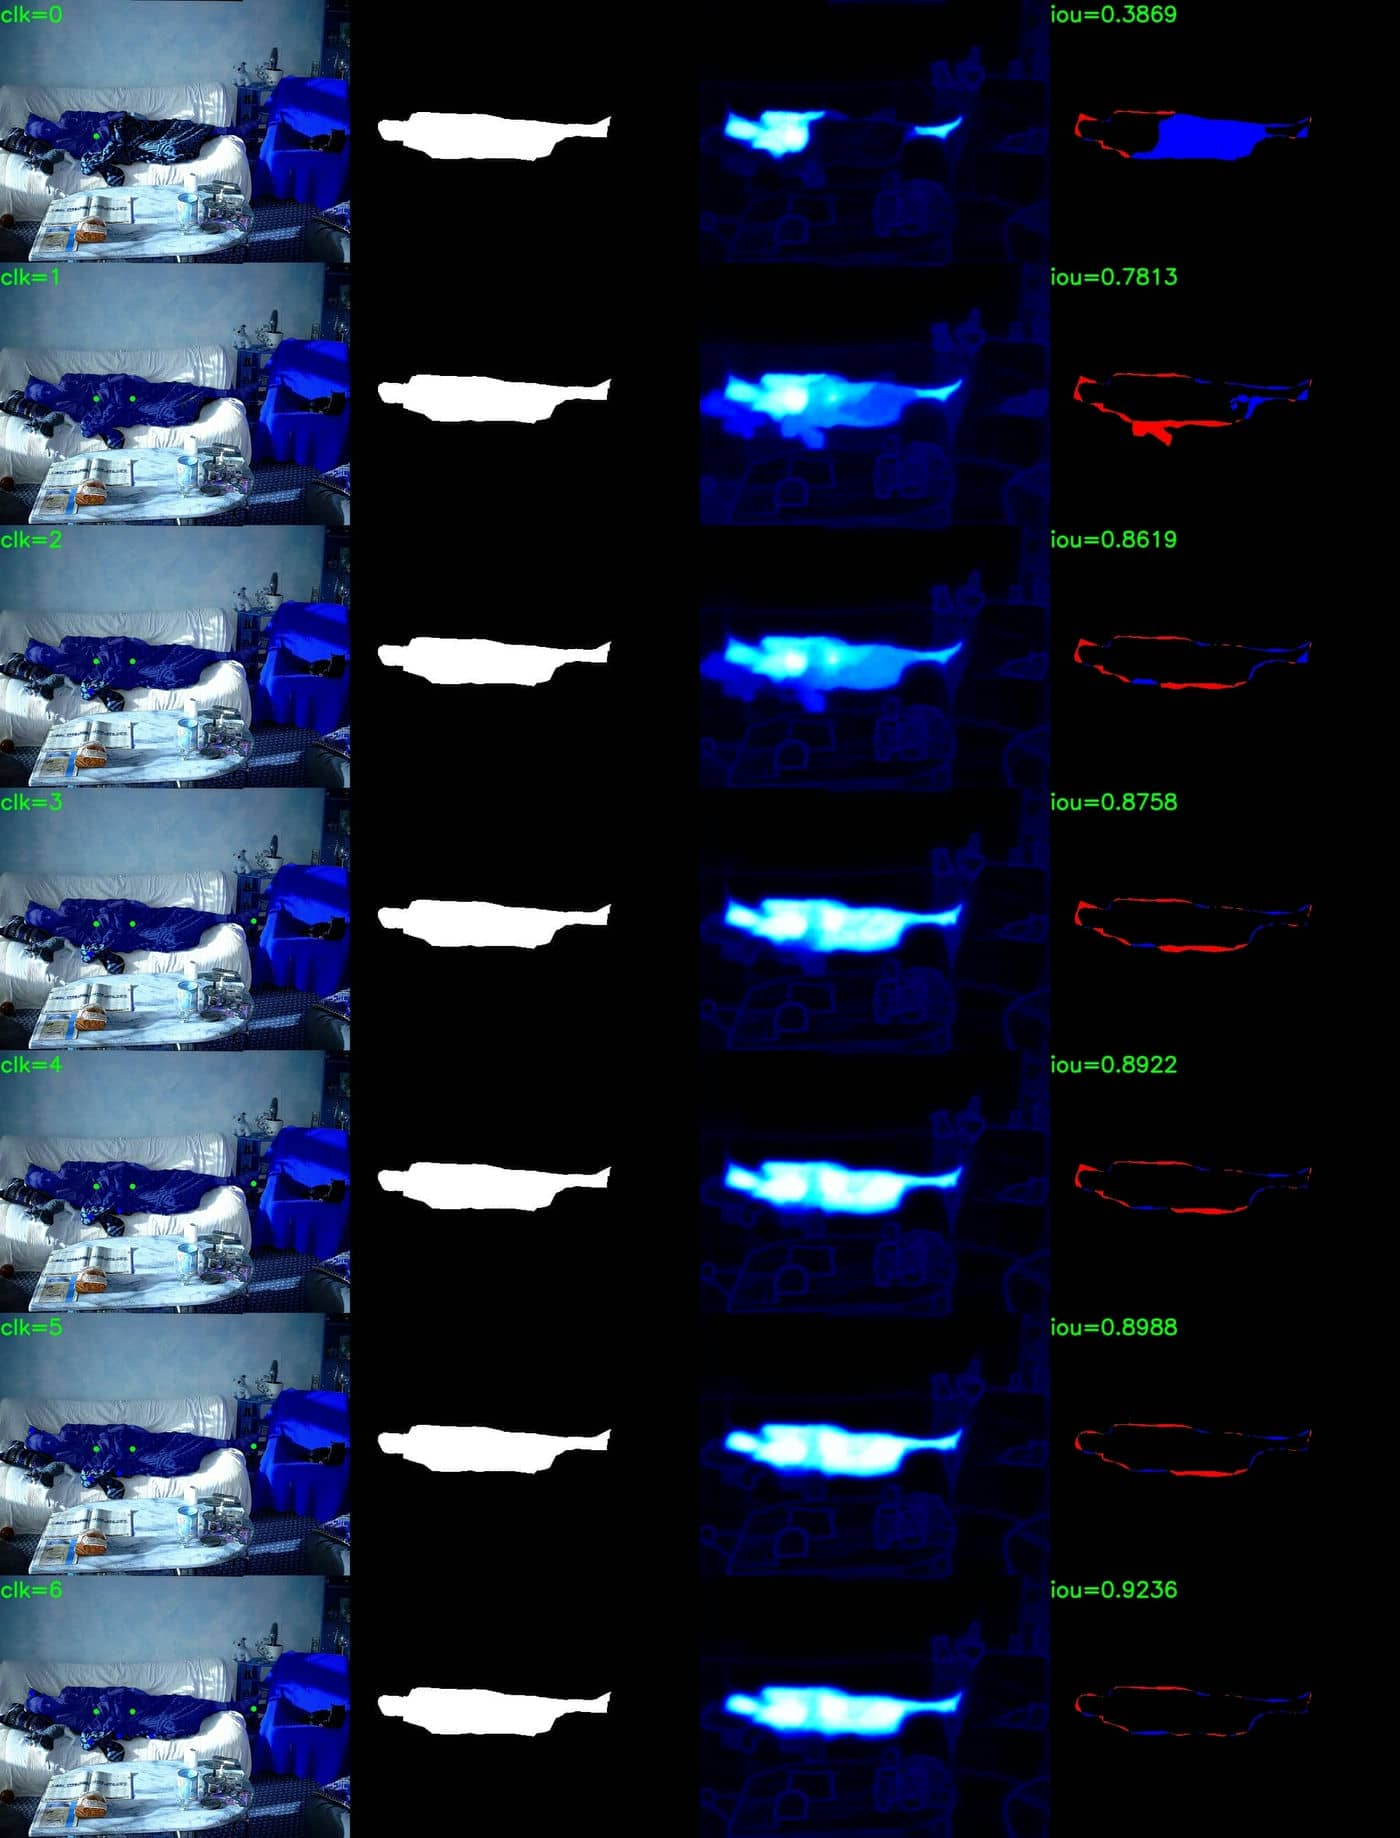 clk=0
iou=0.3869
clk=1
iou=0.7813
clk=2
iou=0.8619
clk=3
iou=0.8758
clk=4
iou=0.8922
clk=5
iou=0.8988
clk=6
iou=0.9236